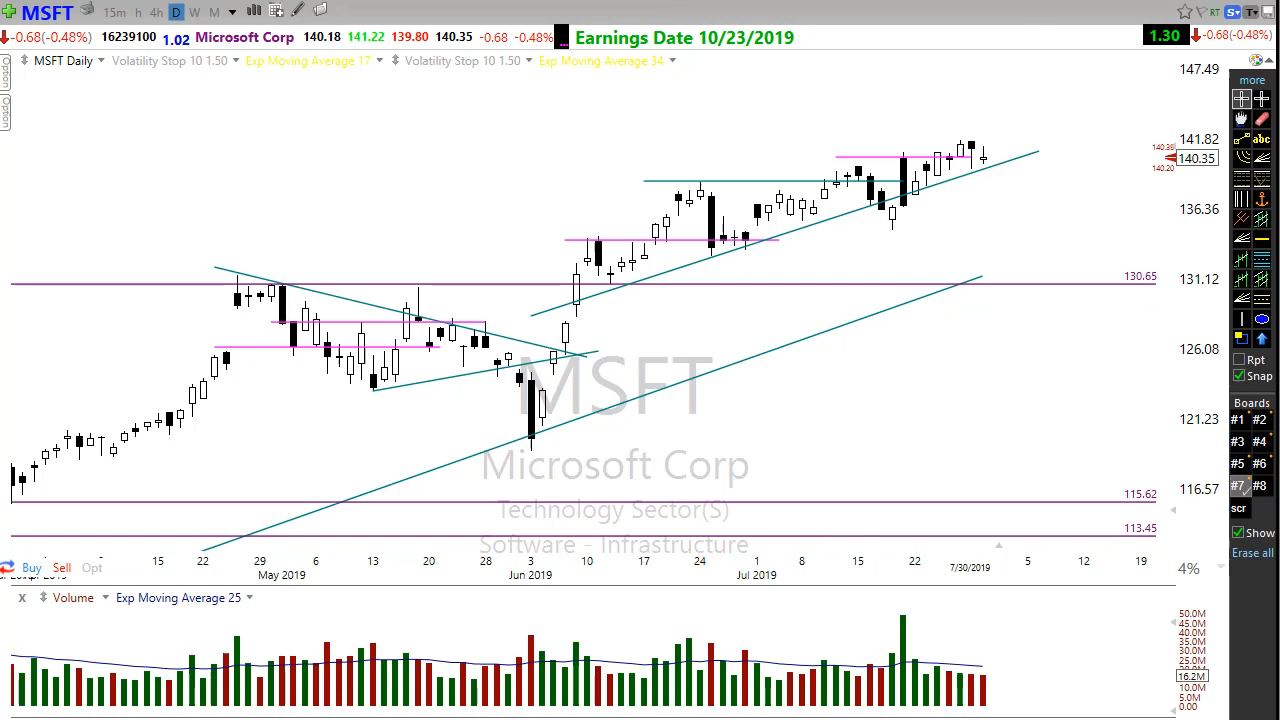 MSFT 15m h 4h D W M RT S T
-0.68(-0.48%) 16239100 1.02 Microsoft Corp 140.18 141.22 139.80 140.35 -0.68 -0.48% ... Earnings Date 10/23/2019 1.30 -0.68(-0.48%)
Option
Option
MSFT Daily Volatility Stop 10 1.50 Exp Moving Average 17 Volatility Stop 10 1.50 Exp Moving Average 34
147.49
141.82
140.39
140.35
140.20
136.36
131.12
126.08
121.23
116.57
130.65
115.62
113.45
MSFT
Microsoft Corp
Technology Sector(S)
Software - Infrastructure
15 22 29 6 13 20 28 3 10 17 24 1 8 15 22 7/30/2019 5 12 19
May 2019 Jun 2019 Jul 2019
Buy Sell Opt
4%
X Volume Exp Moving Average 25
50.0M
45.0M
40.0M
35.0M
30.0M
25.0M
20.0M
16.2M
10.0M
5.0M
0.00
more
abc
Rpt
Snap
Boards
#1 #2
#3 #4
#5 #6
#7 #8
scr
Show
Erase all